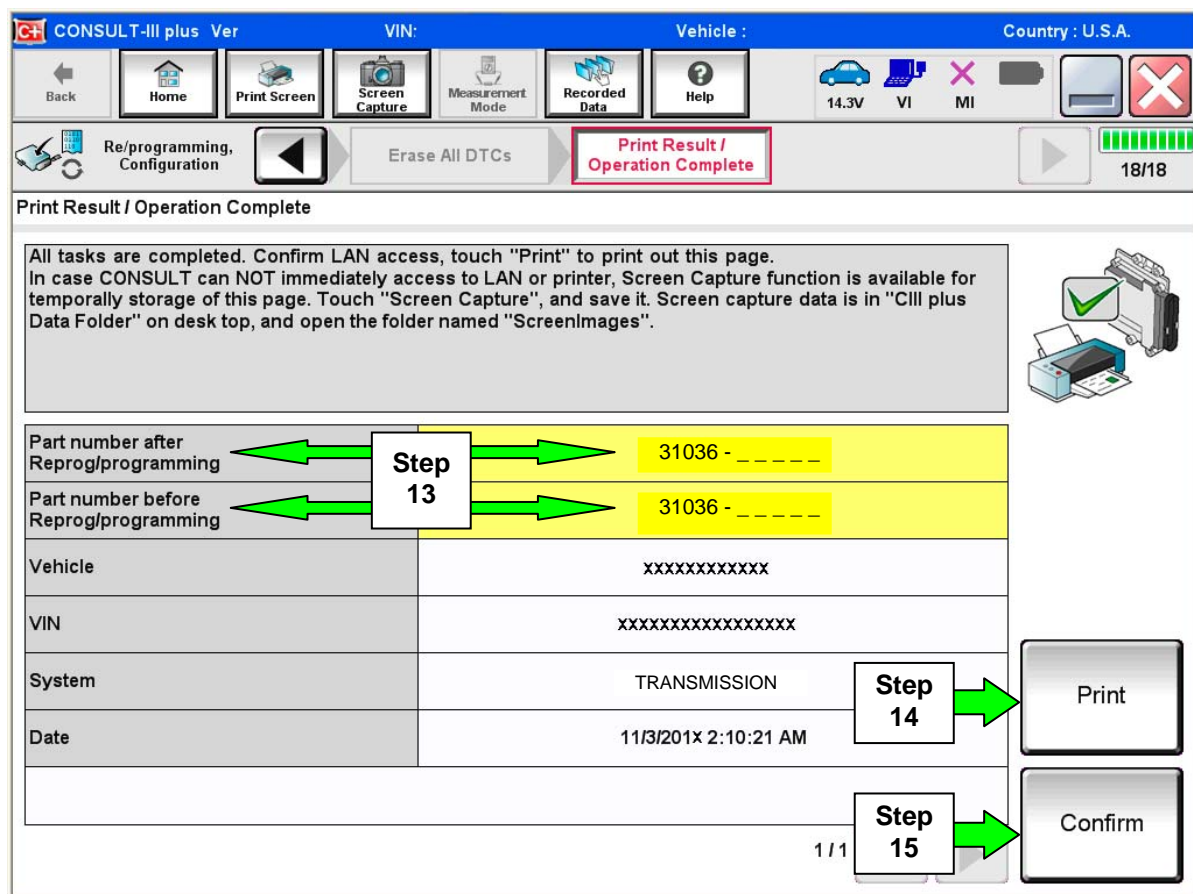 C+ CONSULT-III plus Ver VIN: Vehicle : Country : U.S.A.
Back Home Print Screen Screen Capture Measurement Mode Recorded Data Help 14.3V VI MI
Re/programming, Configuration Erase All DTCs Print Result / Operation Complete 18/18
Print Result / Operation Complete
All tasks are completed. Confirm LAN access, touch "Print" to print out this page.
In case CONSULT can NOT immediately access to LAN or printer, Screen Capture function is available for
temporally storage of this page. Touch "Screen Capture", and save it. Screen capture data is in "CIII plus
Data Folder" on desk top, and open the folder named "ScreenImages".
Part number after
Reprog/programming
31036 - _ _ _ _ _
Step
13
Part number before
Reprog/programming
31036 - _ _ _ _ _
Vehicle xxxxxxxxxxxx
VIN xxxxxxxxxxxxxxxxx
System TRANSMISSION
Step
14
Print
Date 11/3/201x 2:10:21 AM
Step
15
Confirm
1/1